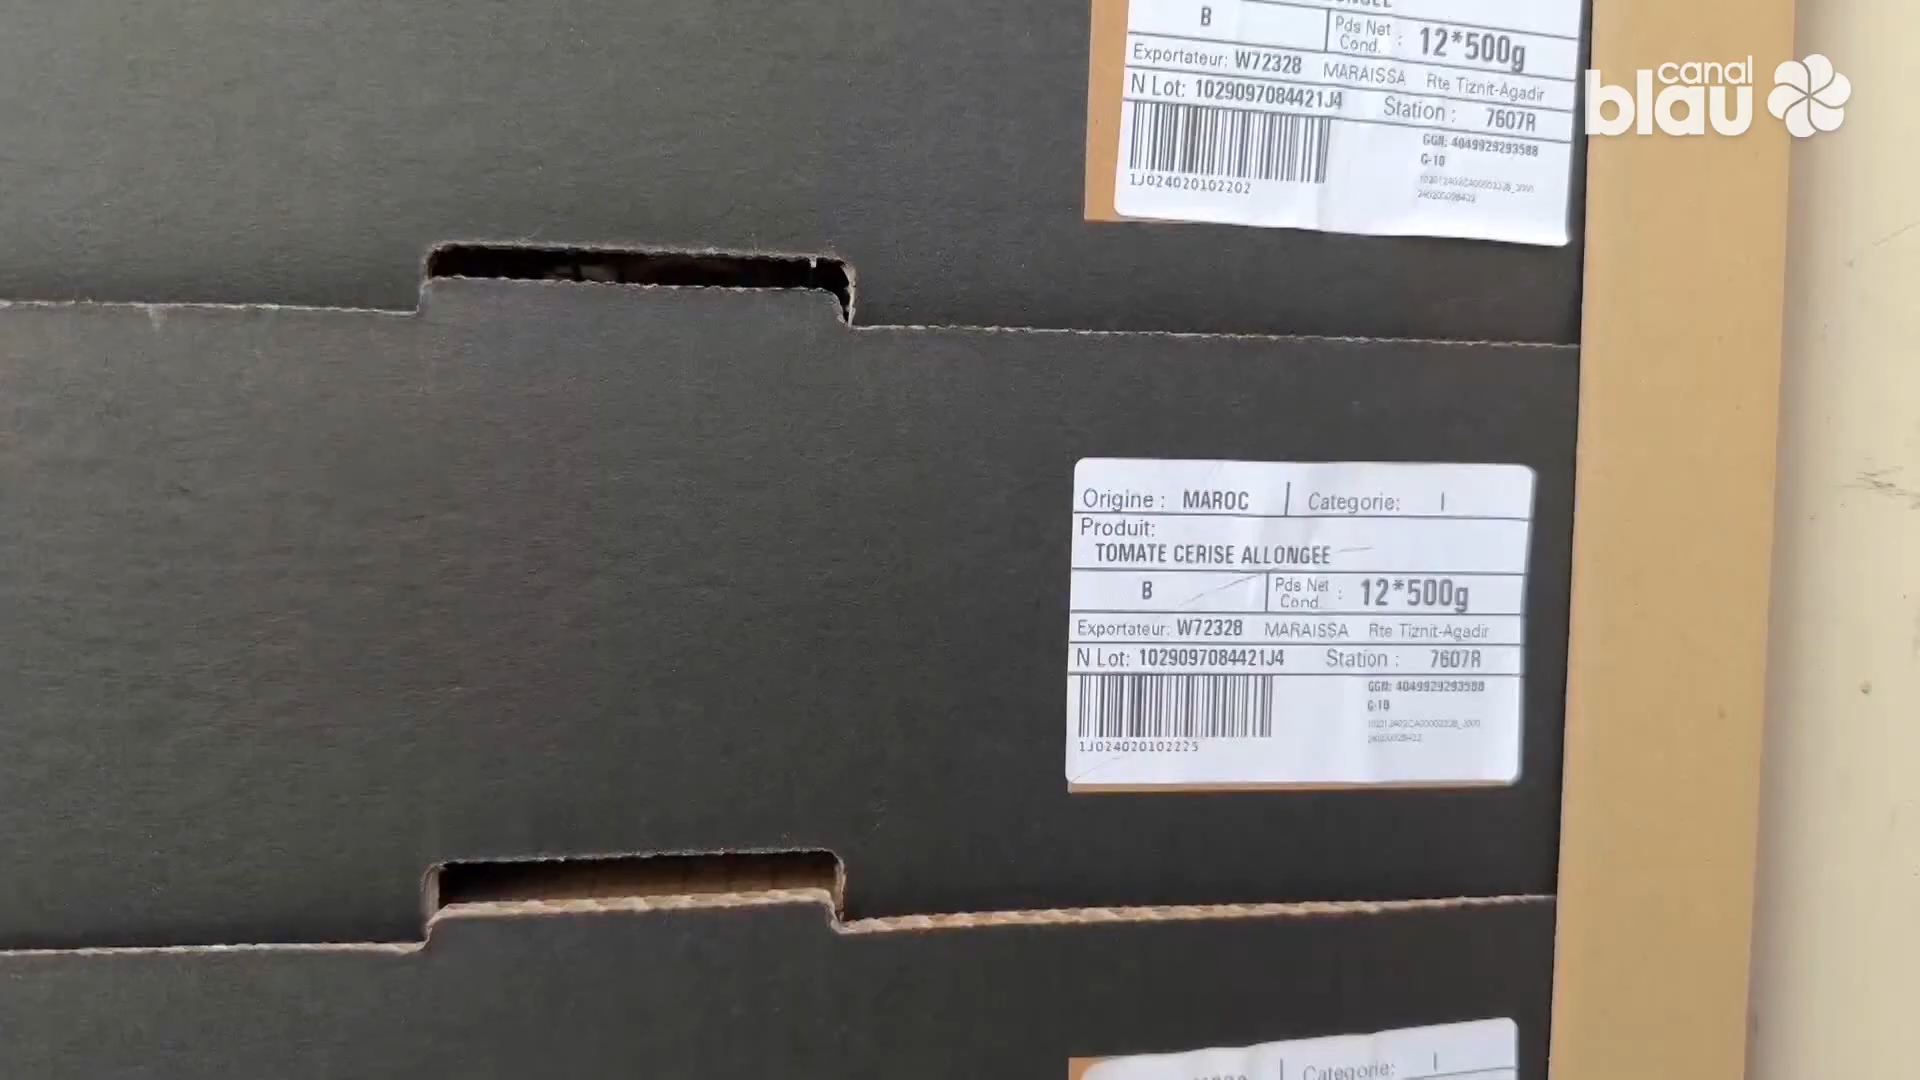 B Pds Net Cond. : 12*500g
Exportateur: W72328 MARAISSA Rte Tiznit-Agadir
N Lot: 1029097084421J4 Station : 7607R
GGN: 4049929293588
G-10
1J024020102202
canal
blau
Origine : MAROC Categorie: I
Produit:
TOMATE CERISE ALLONGEE
B Pds Net Cond. : 12*500g
Exportateur: W72328 MARAISSA Rte Tiznit-Agadir
N Lot: 1029097084421J4 Station : 7607R
GGN: 4049929293588
G-10
1J024020102225
Categorie: I